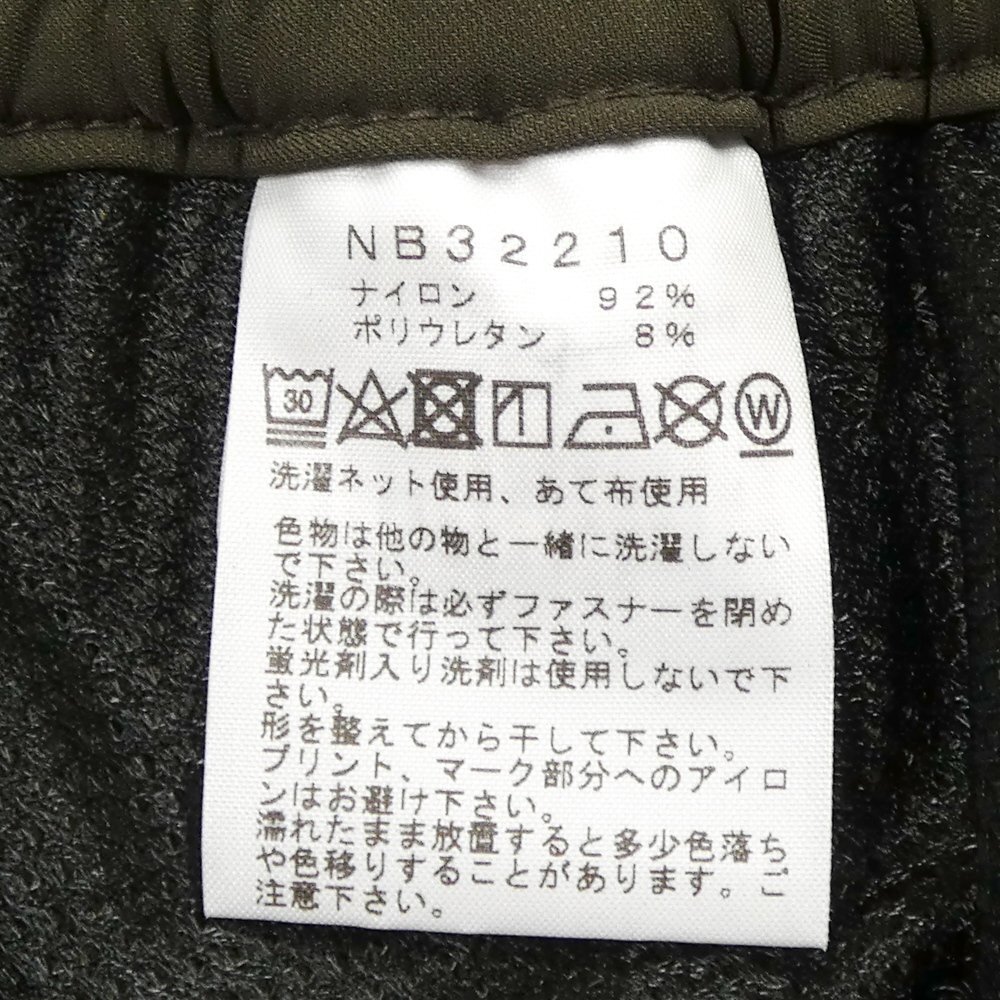 NB32210
ナイロン 92%
ポリウレタン 8%
30
W
洗濯ネット使用、あて布使用
色物は他の物と一緒に洗濯しない
で下さい。
洗濯の際は必ずファスナーを閉め
た状態で行って下さい。
蛍光剤入り洗剤は使用しないで下
さい。
形を整えてから干して下さい。
プリント、マーク部分へのアイロ
ンはお避け下さい。
濡れたまま放置すると多少色落ち
や色移りすることがあります。ご
注意下さい。